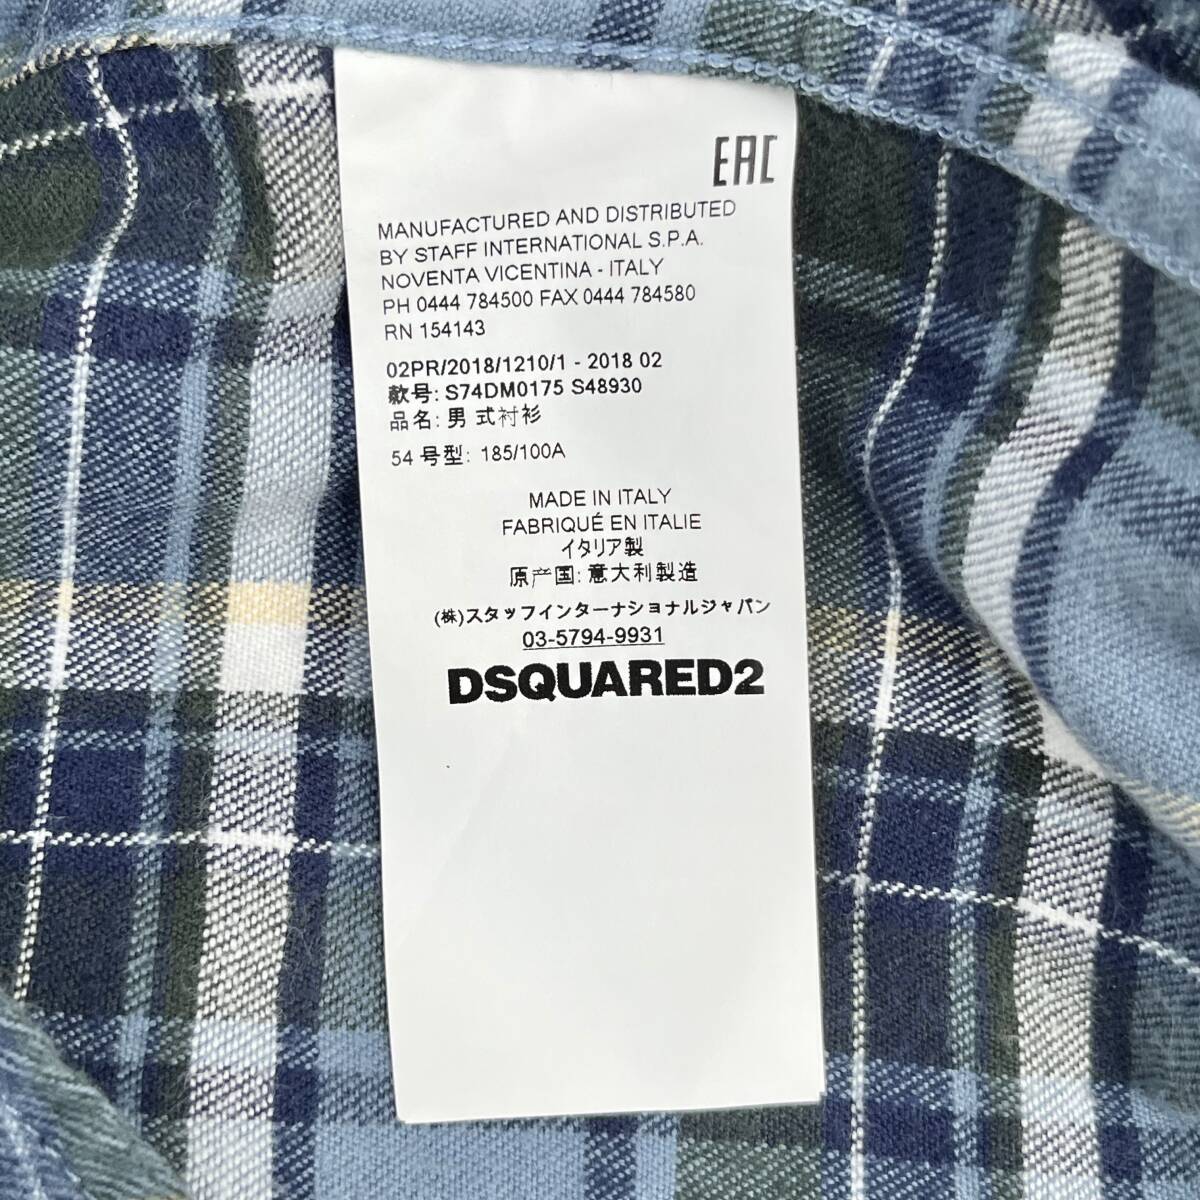 EAC
MANUFACTURED AND DISTRIBUTED
BY STAFF INTERNATIONAL S.P.A.
NOVENTA VICENTINA - ITALY
PH 0444 784500 FAX 0444 784580
RN 154143
02PR/2018/1210/1 - 2018 02
款号: S74DM0175 S48930
品名: 男 式衬衫
54 号型: 185/100A
MADE IN ITALY
FABRIQUÉ EN ITALIE
イタリア製
原产国: 意大利製造
(株)スタッフインターナショナルジャパン
03-5794-9931
DSQUARED2